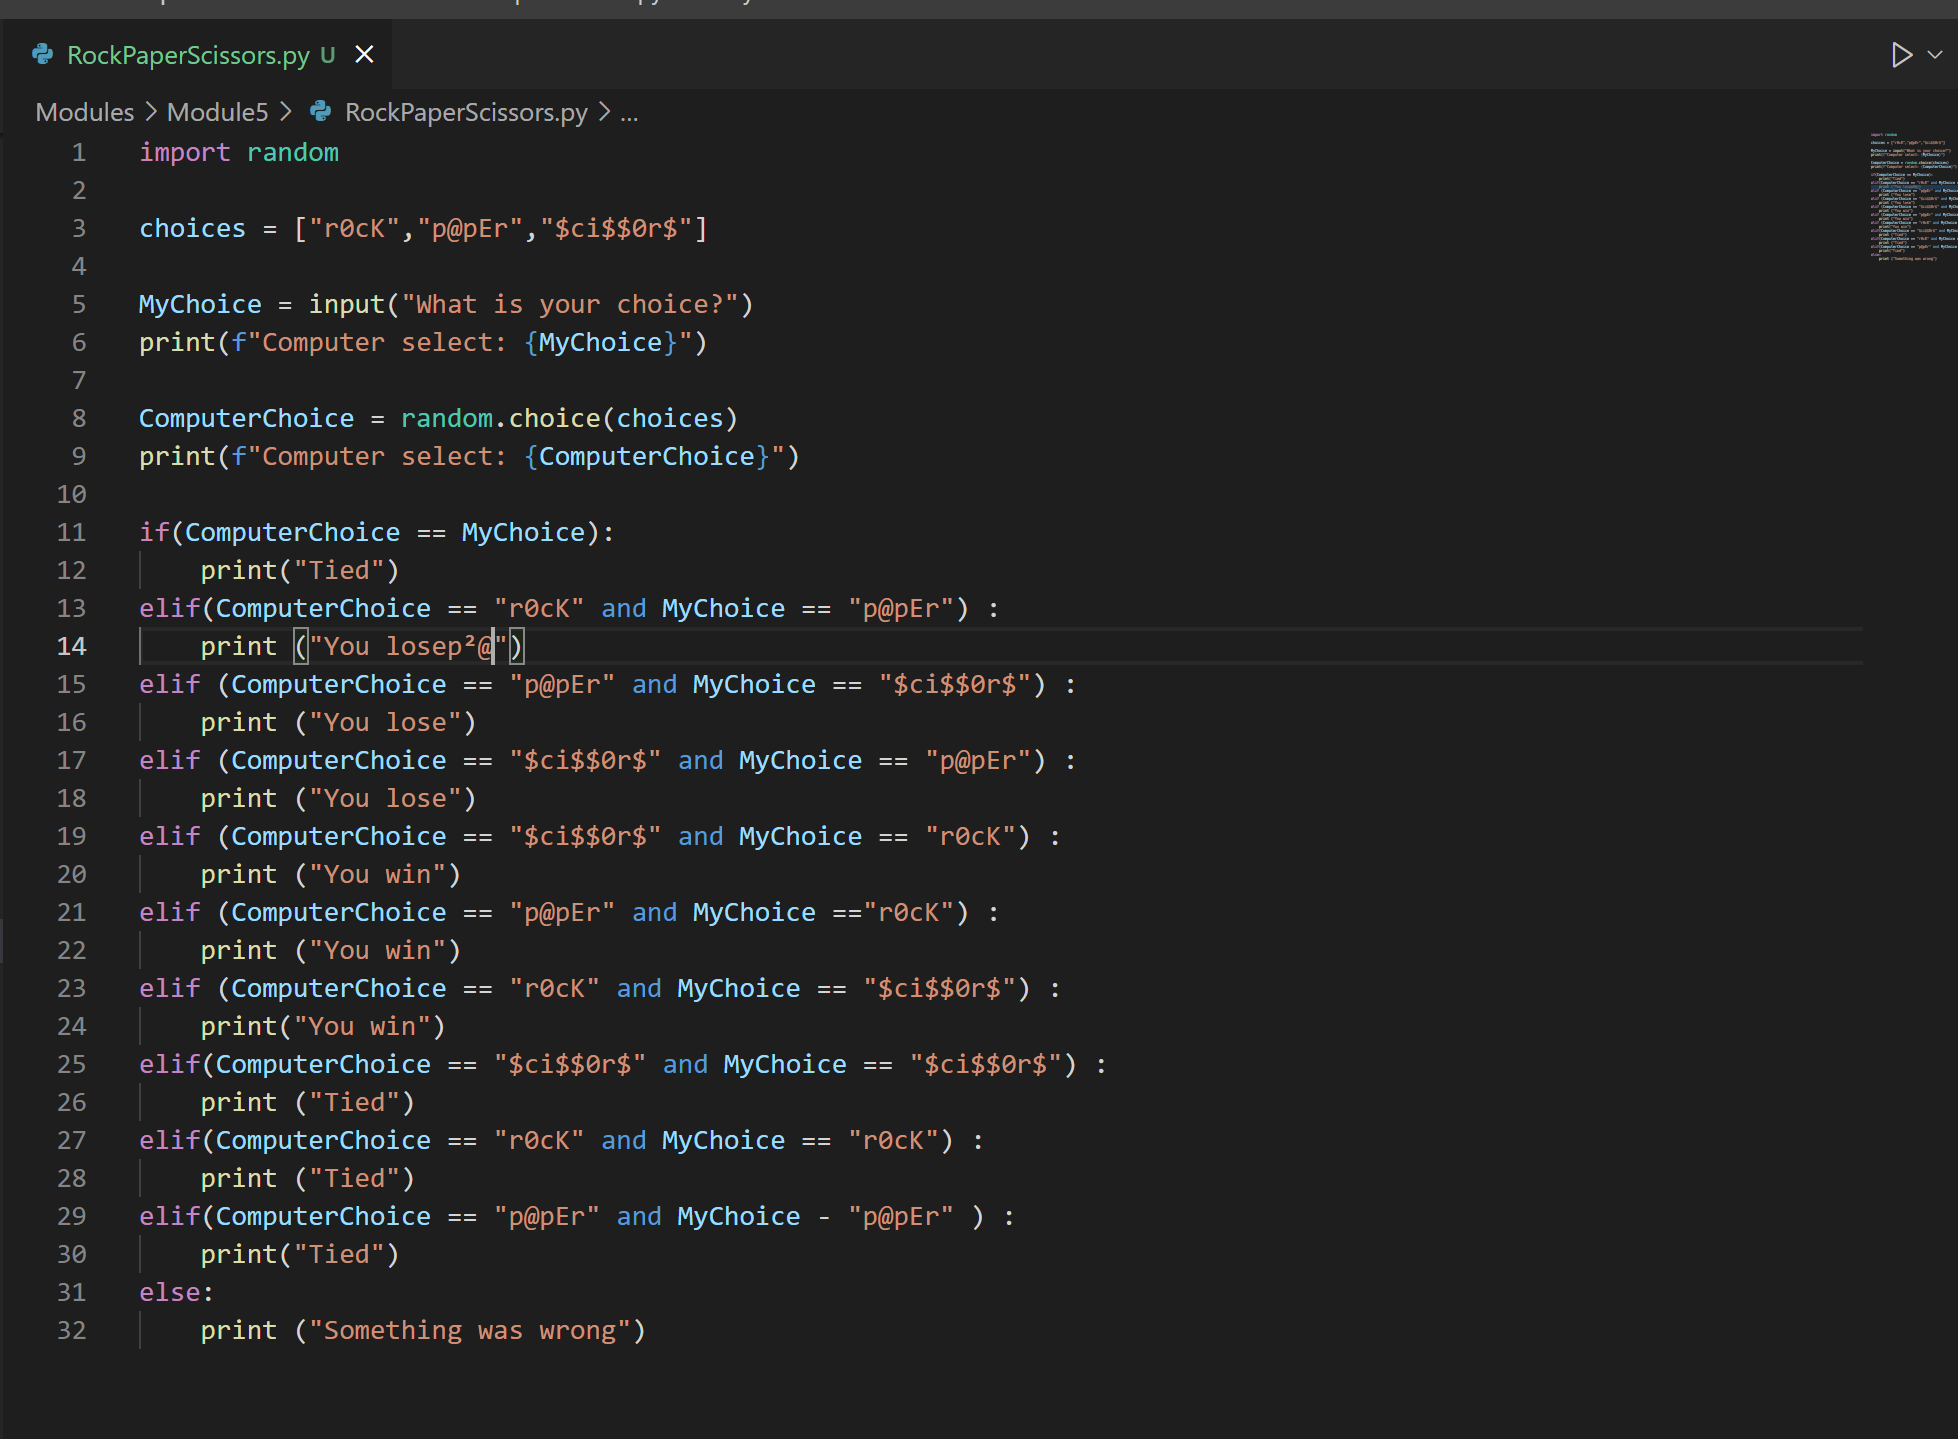 RockPaperScissors.py U
Modules > Module5 > RockPaperScissors.py > ...
1 import random
2
3 choices = ["r0cK","p@pEr","$ci$$0r$"]
4
5 MyChoice = input("What is your choice?")
6 print(f"Computer select: {MyChoice}")
7
8 ComputerChoice = random.choice(choices)
9 print(f"Computer select: {ComputerChoice}")
10
11 if(ComputerChoice == MyChoice):
12     print("Tied")
13 elif(ComputerChoice == "r0cK" and MyChoice == "p@pEr") :
14     print ("You losep²@")
15 elif (ComputerChoice == "p@pEr" and MyChoice == "$ci$$0r$") :
16     print ("You lose")
17 elif (ComputerChoice == "$ci$$0r$" and MyChoice == "p@pEr") :
18     print ("You lose")
19 elif (ComputerChoice == "$ci$$0r$" and MyChoice == "r0cK") :
20     print ("You win")
21 elif (ComputerChoice == "p@pEr" and MyChoice =="r0cK") :
22     print ("You win")
23 elif (ComputerChoice == "r0cK" and MyChoice == "$ci$$0r$") :
24     print("You win")
25 elif(ComputerChoice == "$ci$$0r$" and MyChoice == "$ci$$0r$") :
26     print ("Tied")
27 elif(ComputerChoice == "r0cK" and MyChoice == "r0cK") :
28     print ("Tied")
29 elif(ComputerChoice == "p@pEr" and MyChoice - "p@pEr" ) :
30     print("Tied")
31 else:
32     print ("Something was wrong")